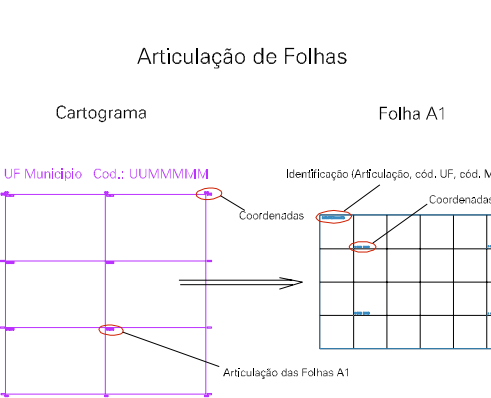 Articulação de Folhas
Cartograma
Folha A1
UF Municipio Cod.: UUMMMMM
Identificação (Articulação, cód. UF, cód. M
Coordenadas
Coordenadas
Articulação das Folhas A1